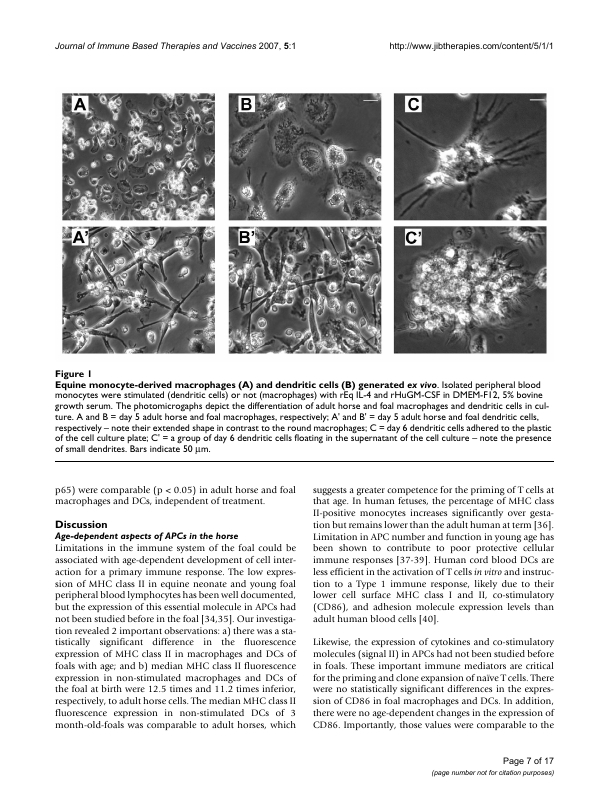 Journal of Immune Based Therapies and Vaccines 2007, 5:1
http://www.jibtherapies.com/content/5/1/1
A
B
C
A'
B'
C'
Figure 1
Equine monocyte-derived macrophages (A) and dendritic cells (B) generated ex vivo. Isolated peripheral blood
monocytes were stimulated (dendritic cells) or not (macrophages) with rEq IL-4 and rHuGM-CSF in DMEM-F12, 5% bovine
growth serum. The photomicrgaphs depict the differentiation of adult horse and foal macrophages and dendritic cells in cul-
ture. A and B = day 5 adult horse and foal macrophages, respectively; A' and B' = day 5 adult horse and foal dendritic cells,
respectively – note their extended shape in contrast to the round macrophages; C = day 6 dendritic cells adhered to the plastic
of the cell culture plate; C' = a group of day 6 dendritic cells floating in the supernatant of the cell culture – note the presence
of small dendrites. Bars indicate 50 μm.
p65) were comparable (p < 0.05) in adult horse and foal
macrophages and DCs, independent of treatment.
Discussion
Age-dependent aspects of APCs in the horse
Limitations in the immune system of the foal could be
associated with age-dependent development of cell inter-
action for a primary immune response. The low expres-
sion of MHC class II in equine neonate and young foal
peripheral blood lymphocytes has been well documented,
but the expression of this essential molecule in APCs had
not been studied before in the foal [34,35]. Our investiga-
tion revealed 2 important observations: a) there was a sta-
tistically significant difference in the fluorescence
expression of MHC class II in macrophages and DCs of
foals with age; and b) median MHC class II fluorescence
expression in non-stimulated macrophages and DCs of
the foal at birth were 12.5 times and 11.2 times inferior,
respectively, to adult horse cells. The median MHC class II
fluorescence expression in non-stimulated DCs of 3
month-old-foals was comparable to adult horses, which
suggests a greater competence for the priming of T cells at
that age. In human fetuses, the percentage of MHC class
II-positive monocytes increases significantly over gesta-
tion but remains lower than the adult human at term [36].
Limitation in APC number and function in young age has
been shown to contribute to poor protective cellular
immune responses [37-39]. Human cord blood DCs are
less efficient in the activation of T cells in vitro and instruc-
tion to a Type 1 immune response, likely due to their
lower cell surface MHC class I and II, co-stimulatory
(CD86), and adhesion molecule expression levels than
adult human blood cells [40].
Likewise, the expression of cytokines and co-stimulatory
molecules (signal II) in APCs had not been studied before
in foals. These important immune mediators are critical
for the priming and clone expansion of naïve T cells. There
were no statistically significant differences in the expres-
sion of CD86 in foal macrophages and DCs. In addition,
there were no age-dependent changes in the expression of
CD86. Importantly, those values were comparable to the
Page 7 of 17
(page number not for citation purposes)